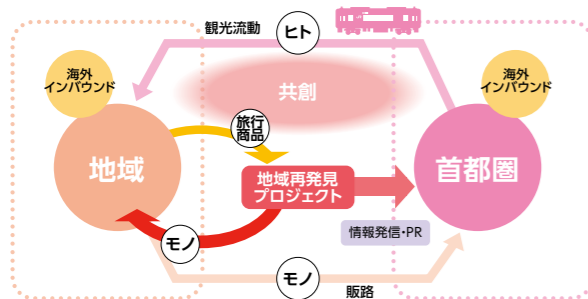 観光流動
ヒト
海外
インバウンド
海外
インバウンド
共創
旅行
商品
地域
地域再発見
プロジェクト
首都圏
モノ
情報発信・PR
モノ
販路